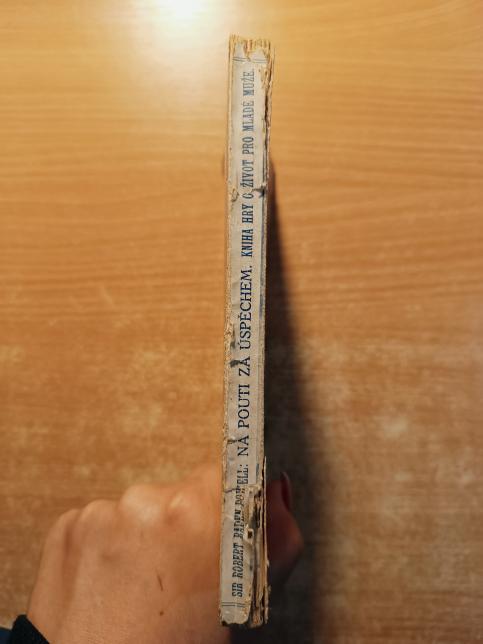 SIR ROBERT BADEN POWELL: NA POUTI ZA ÚSPĚCHEM. KNIHA HRY O ŽIVOT PRO MLADÉ MUŽE.